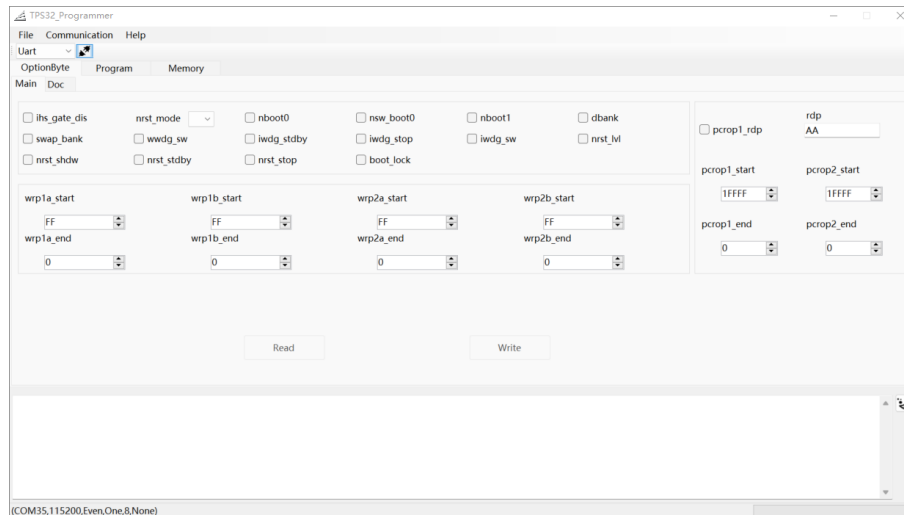 TPS32_Programmer
File Communication Help
Uart
OptionByte Program Memory
Main Doc
ihs_gate_dis nrst_mode nboot0 nsw_boot0 nboot1 dbank
swap_bank wwdg_sw iwdg_stdby iwdg_stop iwdg_sw nrst_lvl
nrst_shdw nrst_stdby nrst_stop boot_lock
rdp
pcrop1_rdp AA
pcrop1_start pcrop2_start
1FFFF 1FFFF
pcrop1_end pcrop2_end
0 0
wrp1a_start wrp1b_start wrp2a_start wrp2b_start
FF FF FF FF
wrp1a_end wrp1b_end wrp2a_end wrp2b_end
0 0 0 0
Read Write
(COM35,115200,Even,One,8,None)